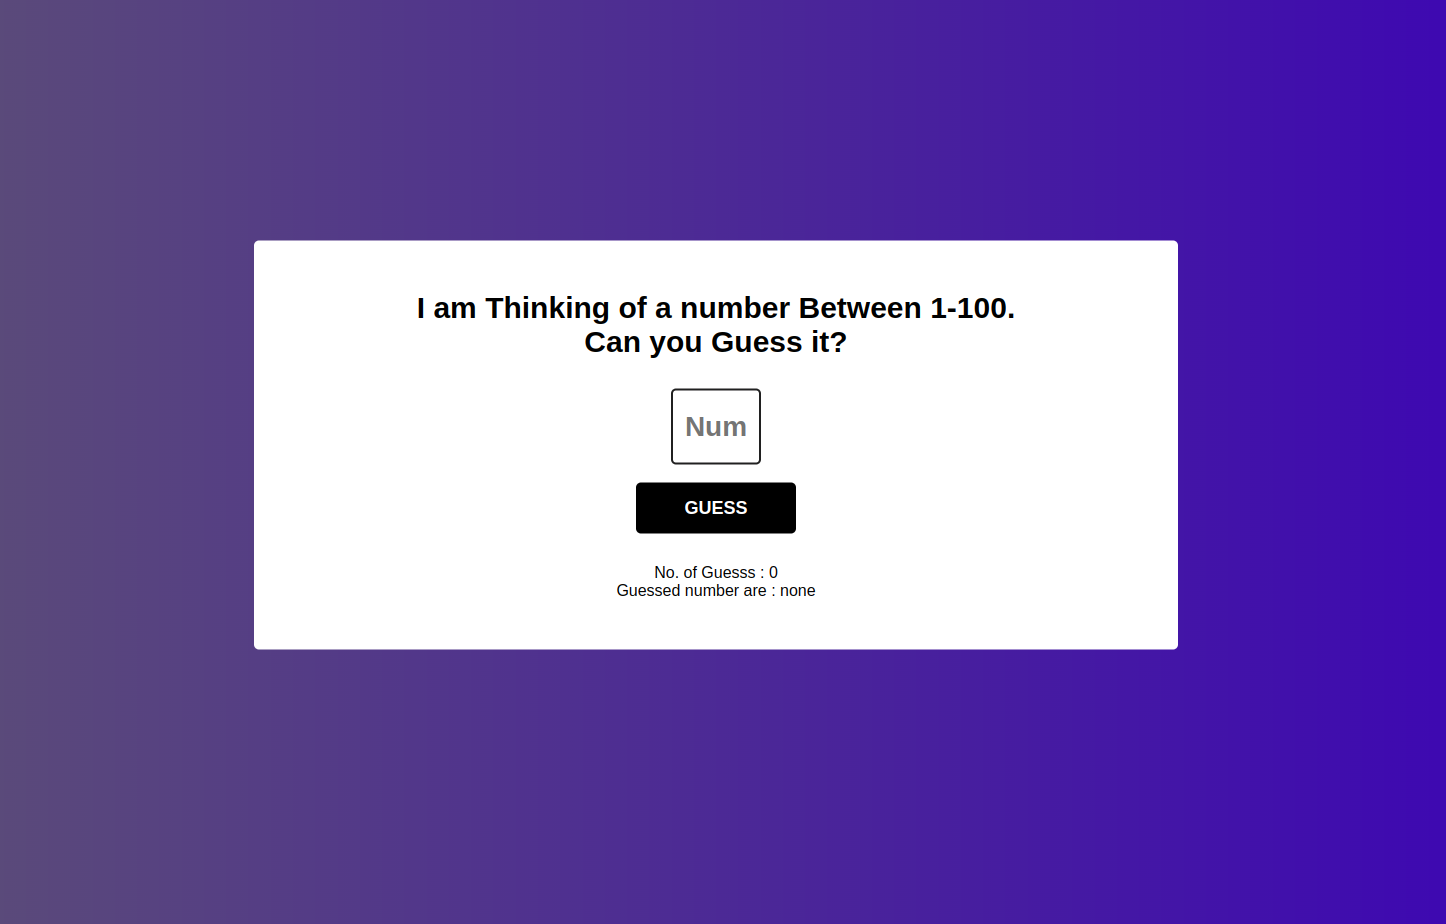 I am Thinking of a number Between 1-100.
Can you Guess it?
Num
GUESS
No. of Guesss : 0
Guessed number are : none